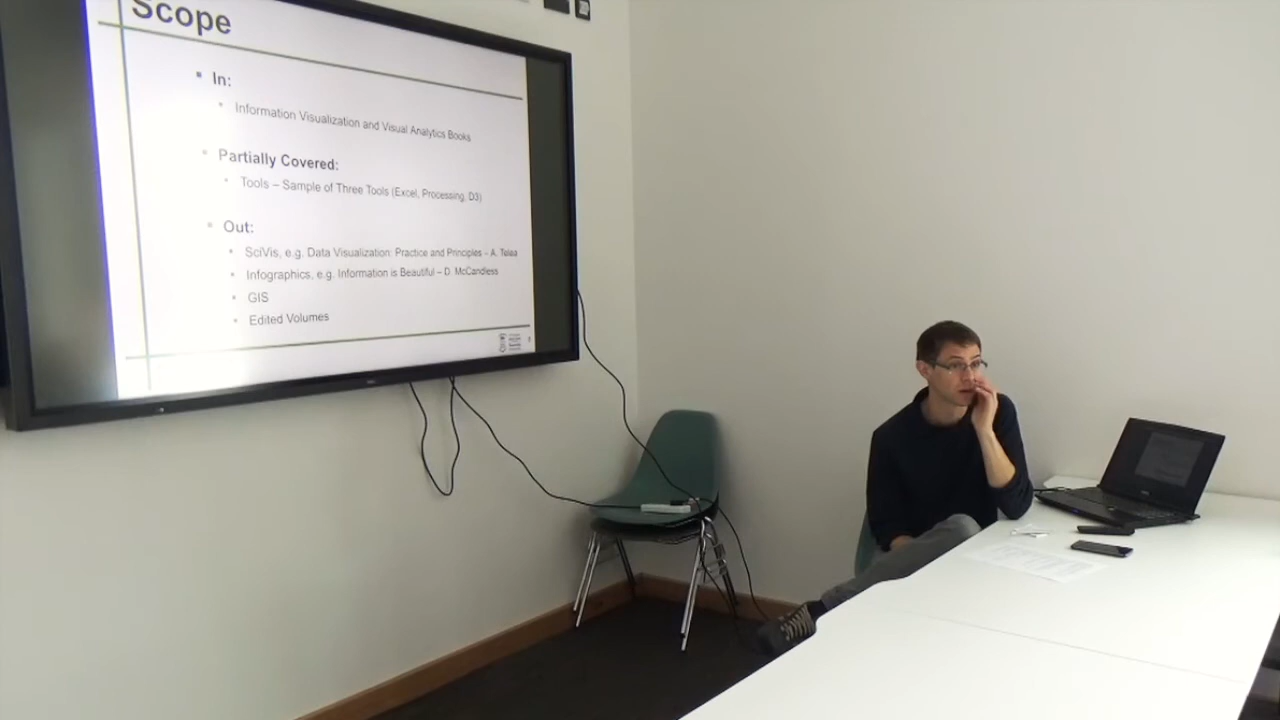 Scope
In:
Information Visualization and Visual Analytics Books
Partially Covered:
Tools – Sample of Three Tools (Excel, Processing, D3)
Out:
SciVis, e.g. Data Visualization: Practice and Principles – A. Telea
Infographics, e.g. Information is Beautiful – D. McCandless
GIS
Edited Volumes